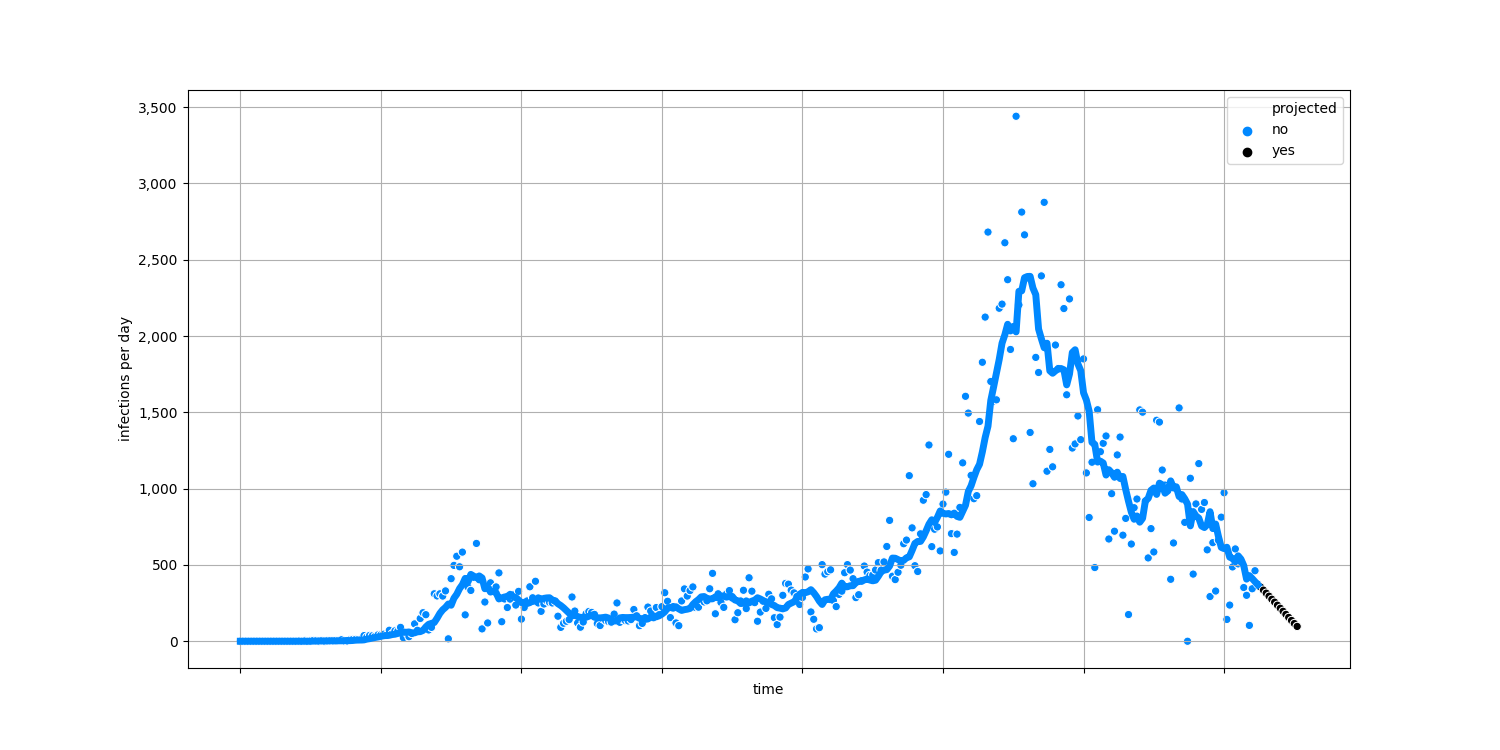 3,500
3,000
2,500
2,000
1,500
1,000
500
0
infections per day
time
projected
no
yes